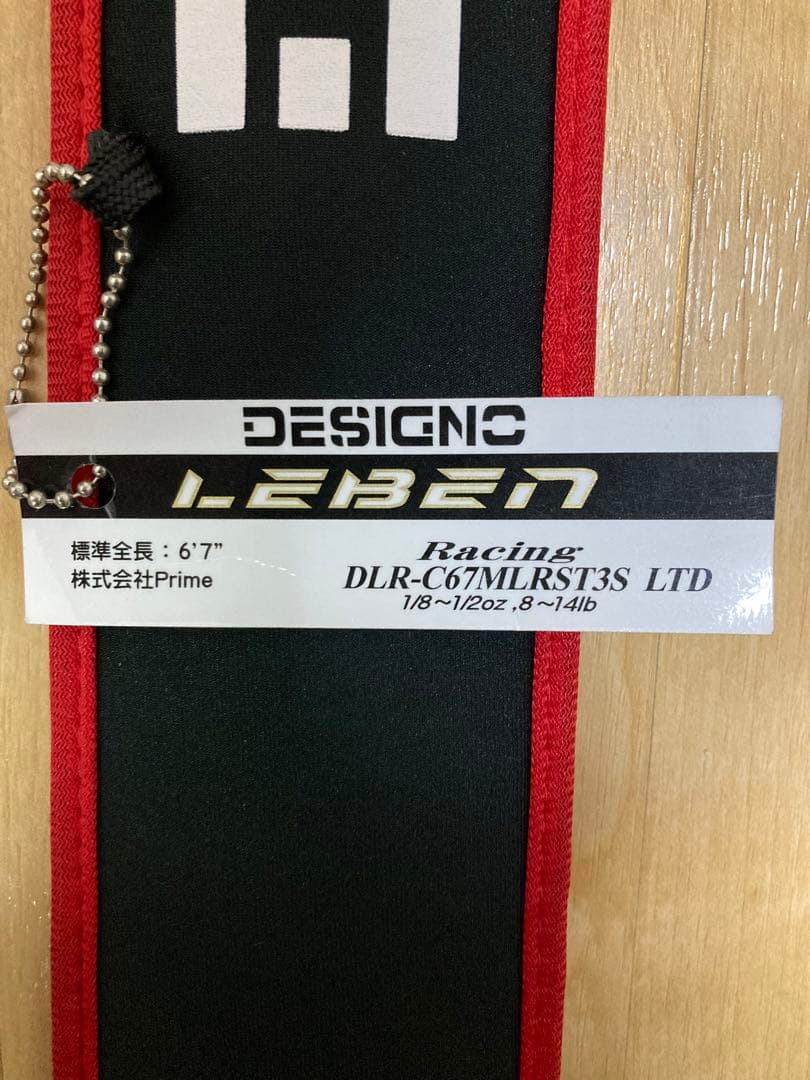 DESIGNO
LEBEN
標準全長：6'7”
株式会社Prime
Racing
DLR-C67MLRST3S LTD
1/8～1/2oz ,8～14lb